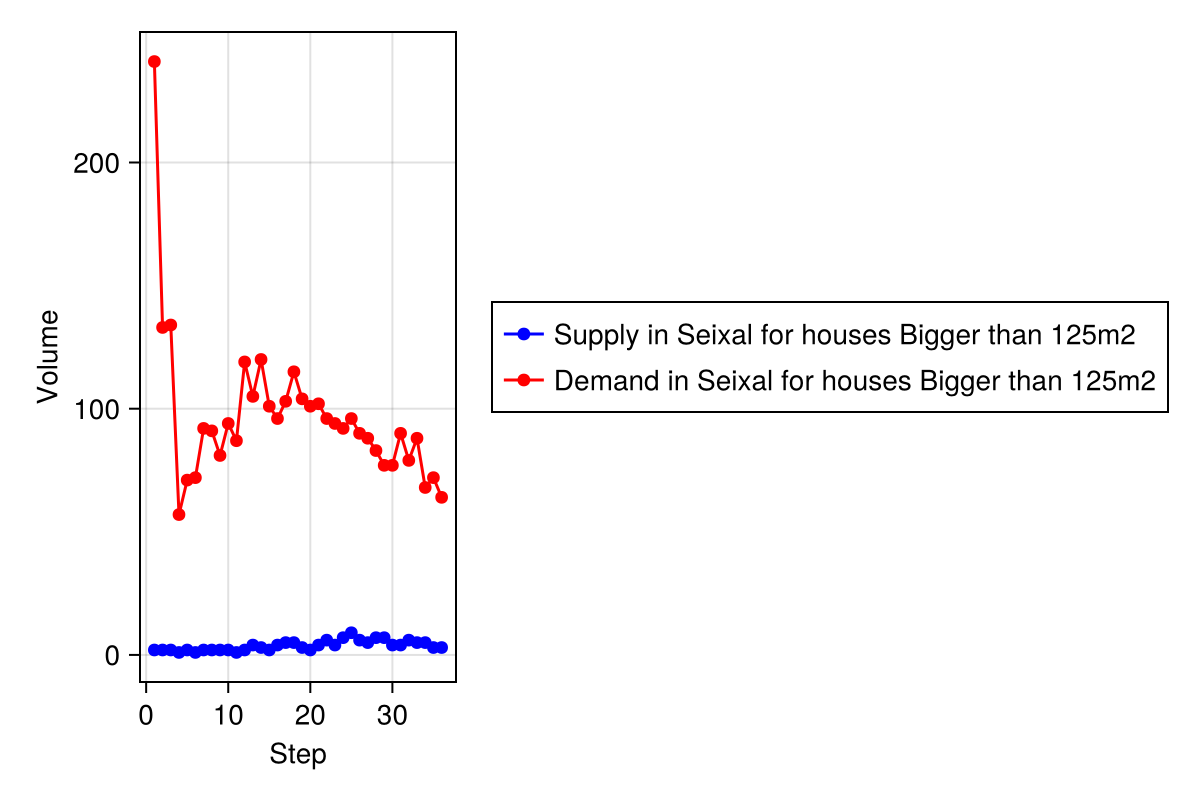 200
100
0
Volume
0 10 20 30
Step
Supply in Seixal for houses Bigger than 125m2
Demand in Seixal for houses Bigger than 125m2